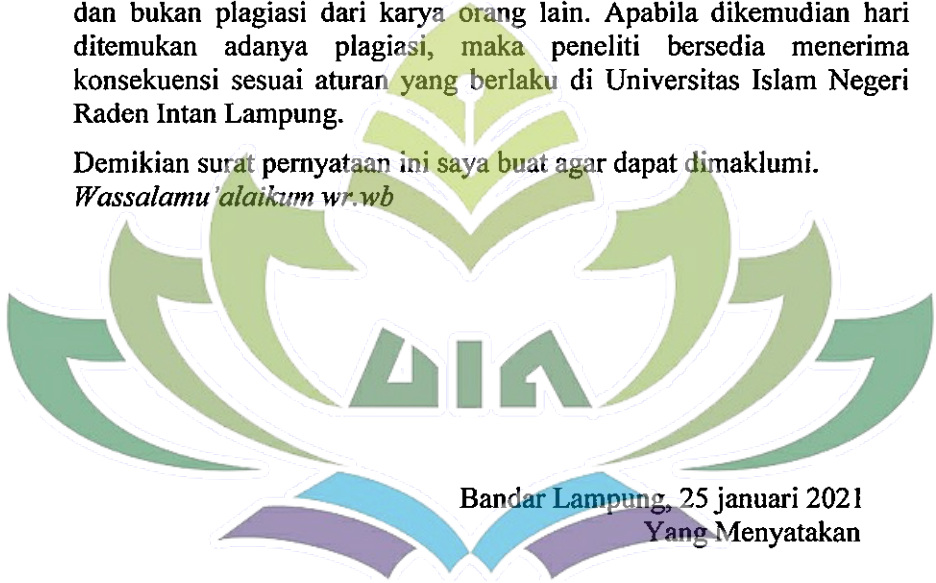 dan bukan plagiasi dari karya orang lain. Apabila dikemudian hari
ditemukan adanya plagiasi, maka peneliti bersedia menerima
konsekuensi sesuai aturan yang berlaku di Universitas Islam Negeri
Raden Intan Lampung.
Demikian surat pernyataan ini saya buat agar dapat dimaklumi.
Wassalamu'alaikum wr.wb
UIN
Bandar Lampung, 25 januari 2021
Yang Menyatakan